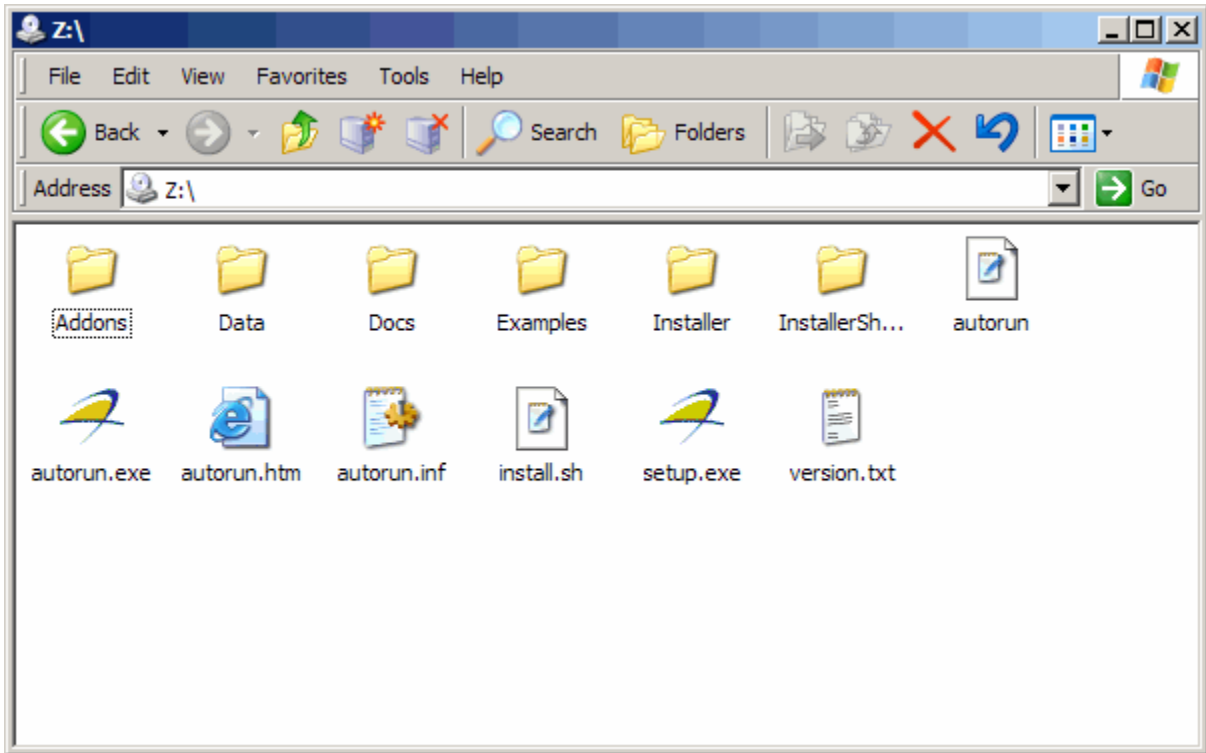 Z:\
File Edit View Favorites Tools Help
Back Search Folders
Address Z:\ Go
Addons Data Docs Examples Installer InstallerSh... autorun
autorun.exe autorun.htm autorun.inf install.sh setup.exe version.txt